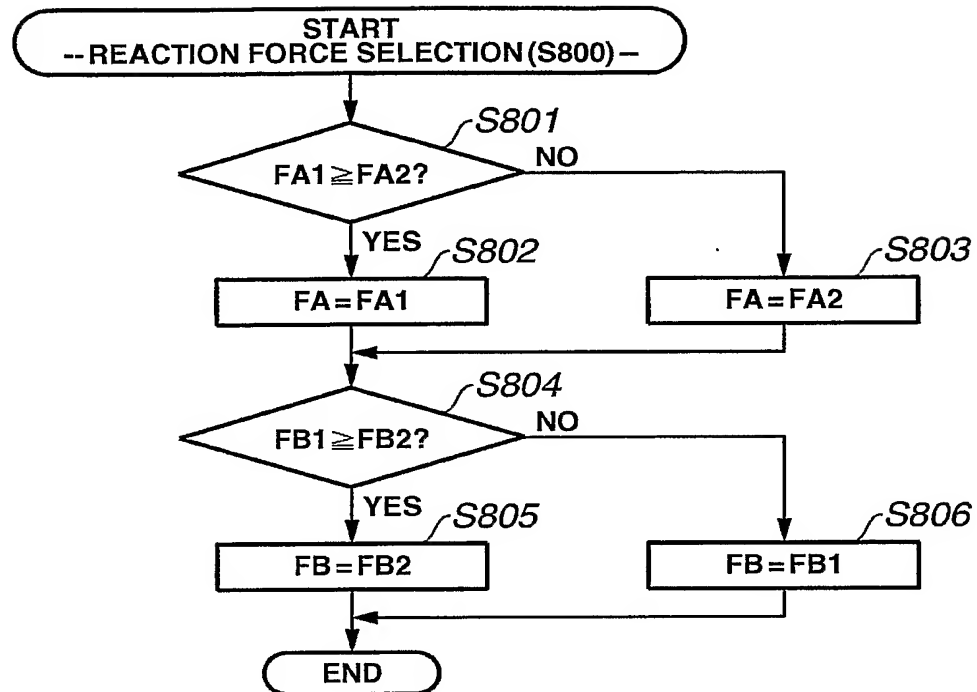 START
--REACTION FORCE SELECTION(S800)–
S801
FA1≧FA2?
NO
YES
S802
FA=FA1
S803
FA=FA2
S804
FB1≧FB2?
NO
YES
S805
FB=FB2
S806
FB=FB1
END